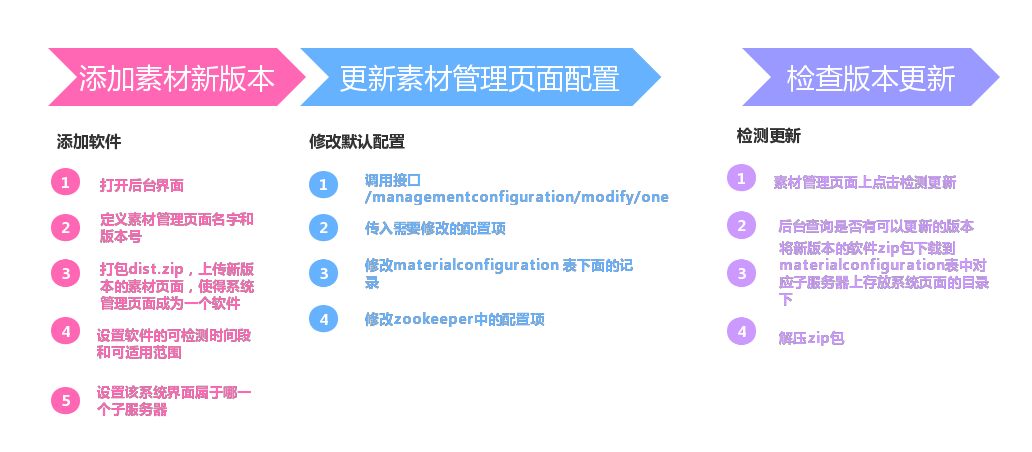 添加素材新版本
更新素材管理页面配置
检查版本更新
添加软件
1
打开后台界面
2
定义素材管理页面名字和
版本号
3
打包dist.zip，上传新版
本的素材页面，使得系统
管理页面成为一个软件
4
设置软件的可检测时间段
和可适用范围
5
设置该系统界面属于哪一
个子服务器
修改默认配置
1
调用接口
/managementconfiguration/modify/one
2
传入需要修改的配置项
3
修改materialconfiguration 表下面的记
录
4
修改zookeeper中的配置项
检测更新
1
素材管理页面上点击检测更新
2
后台查询是否有可以更新的版本
3
将新版本的软件zip包下载到
materialconfiguration表中对
应子服务器上存放系统页面的目录
下
4
解压zip包